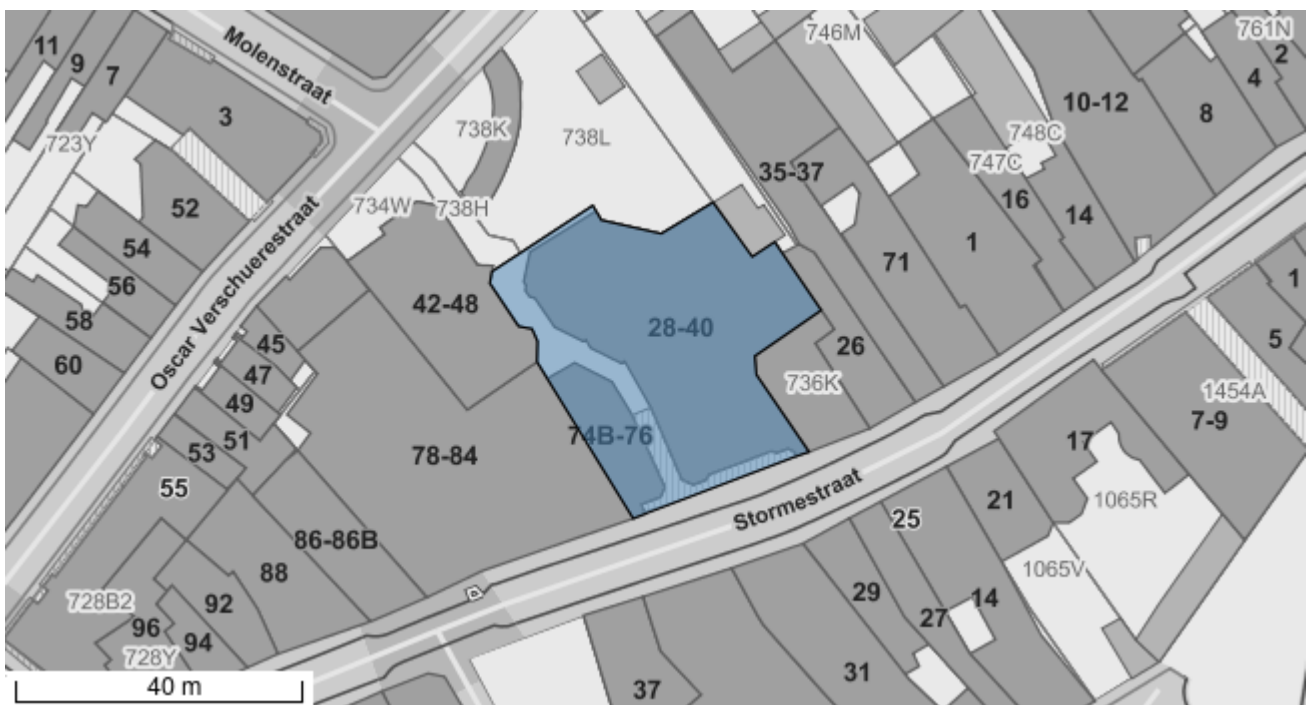 11
9
7
Molenstraat
3
723Y
52
54
56
58
60
Oscar Verschuerestraat
734W
738K
738H
738L
746M
761N
2
4
8
10-12
748C
747C
35-37
16
14
71
1
42-48
28-40
26
736K
45
47
49
51
53
55
78-84
74B-76
Stormestraat
86-86B
88
92
94
96
728B2
728Y
1
5
1454A
7-9
17
1065R
21
25
1065V
14
27
29
31
37
40 m